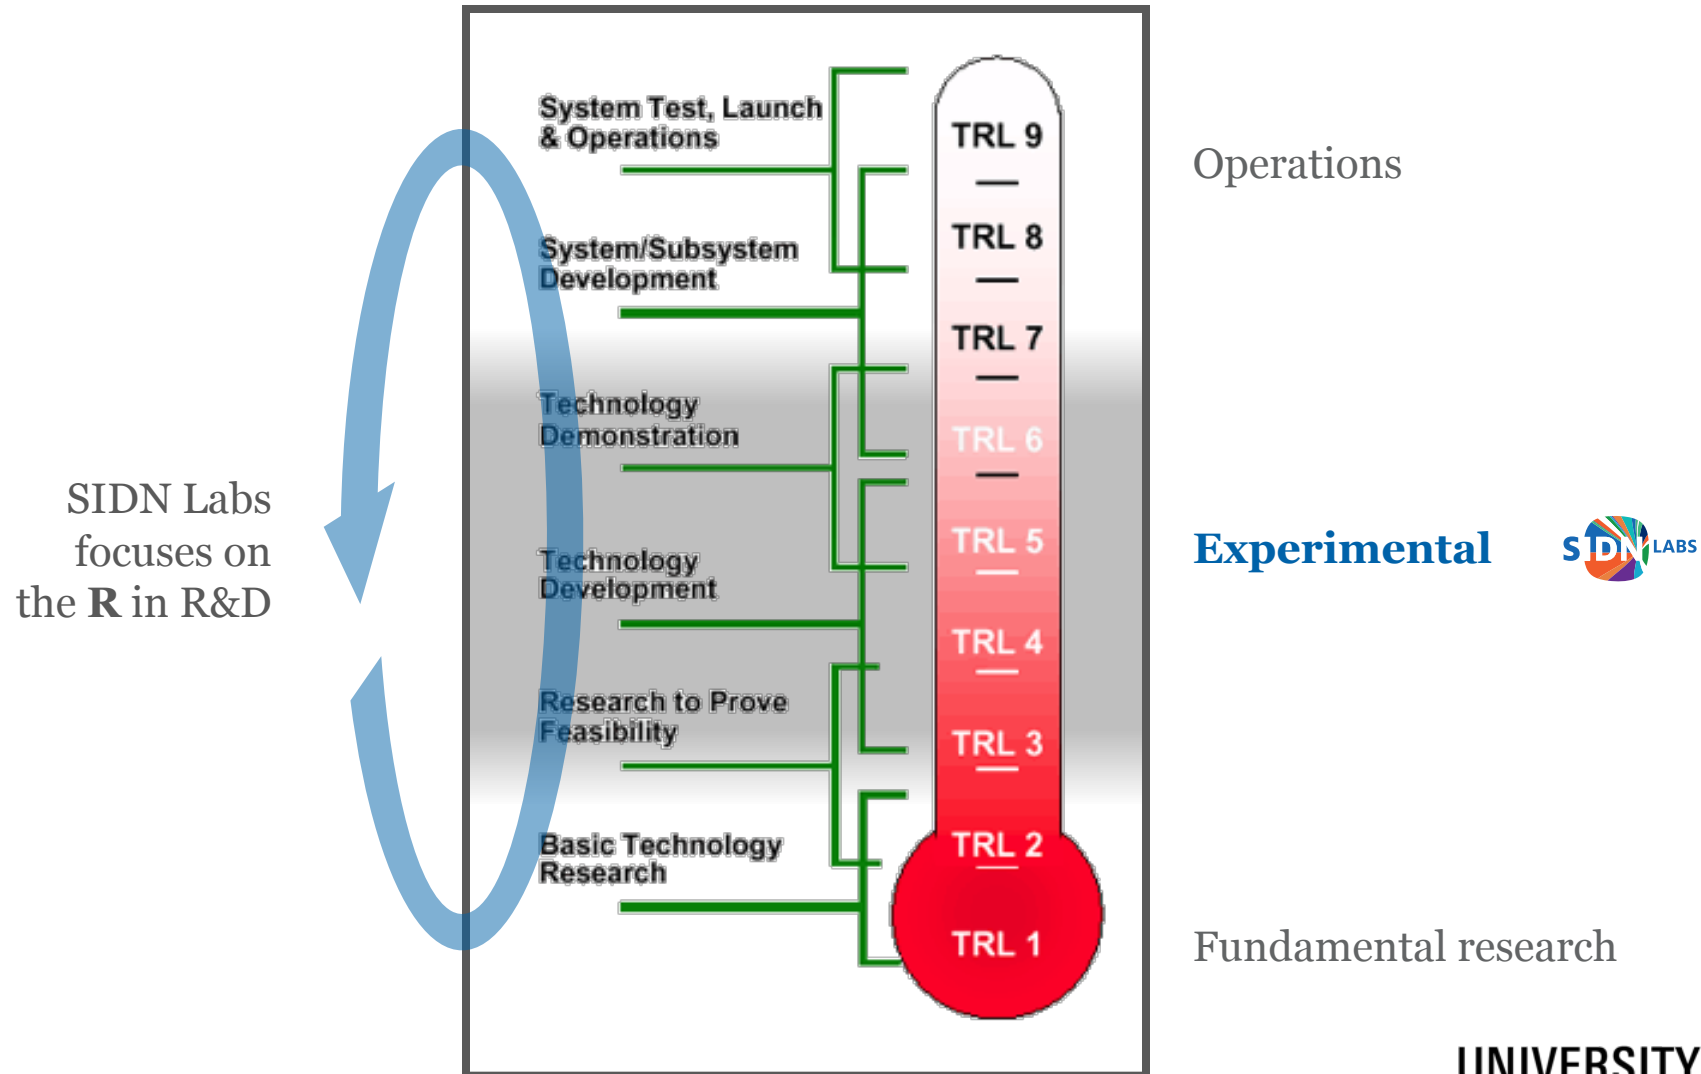 SIDN Labs
focuses on
the R in R&D
System Test, Launch
& Operations
System/Subsystem
Development
Technology
Demonstration
Technology
Development
Research to Prove
Feasibility
Basic Technology
Research
TRL 9
TRL 8
TRL 7
TRL 6
TRL 5
TRL 4
TRL 3
TRL 2
TRL 1
Operations
Experimental
SIDN LABS
Fundamental research
UNIVERSITY